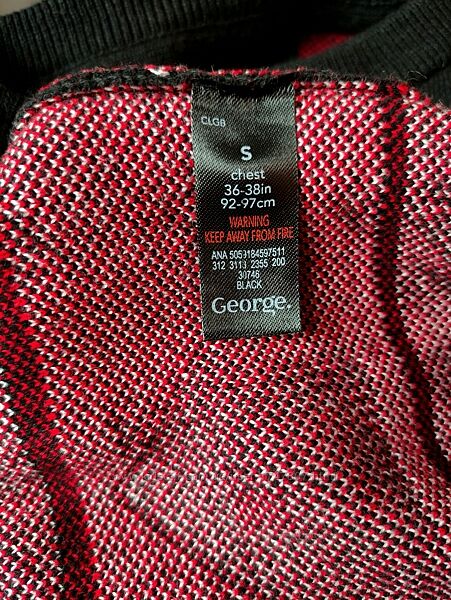 CLGB
S
chest
36-38in
92-97cm
WARNING
KEEP AWAY FROM FIRE
ANA 5059184597511
312 3113 2355 200
30746
BLACK
George.